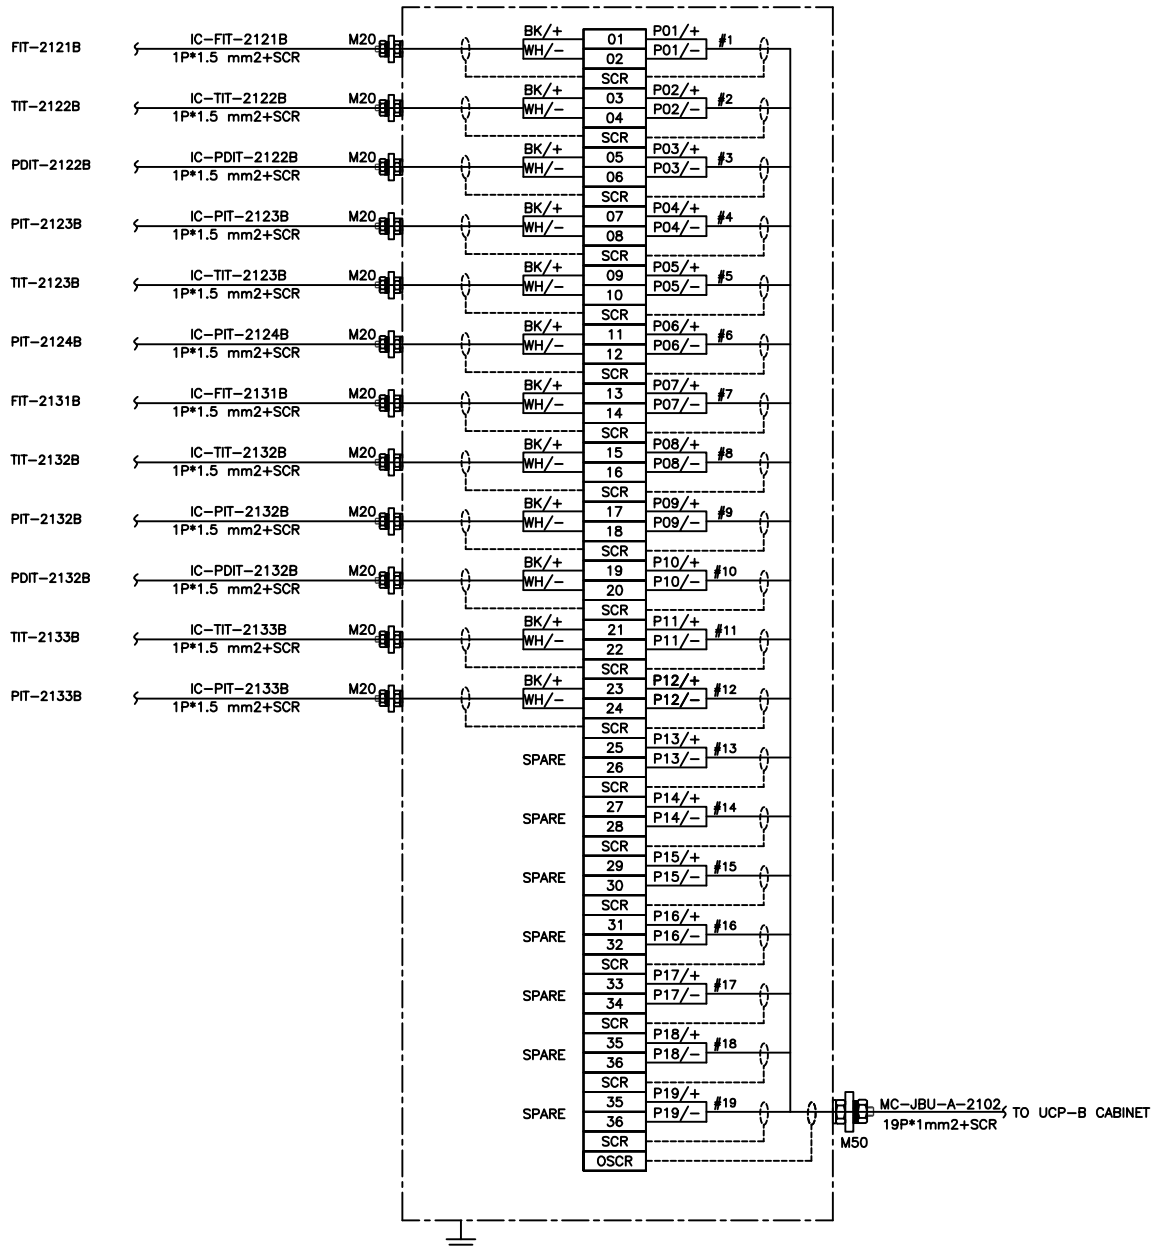 BK/+ 01 P01/+ #1
FIT-2121B IC-FIT-2121B M20 WH/- 02 P01/-
1P*1.5 mm2+SCR
SCR
BK/+ 03 P02/+ #2
TIT-2122B IC-TIT-2122B M20 WH/- 04 P02/-
1P*1.5 mm2+SCR
SCR
BK/+ 05 P03/+ #3
PDIT-2122B IC-PDIT-2122B M20 WH/- 06 P03/-
1P*1.5 mm2+SCR
SCR
BK/+ 07 P04/+ #4
PIT-2123B IC-PIT-2123B M20 WH/- 08 P04/-
1P*1.5 mm2+SCR
SCR
BK/+ 09 P05/+ #5
TIT-2123B IC-TIT-2123B M20 WH/- 10 P05/-
1P*1.5 mm2+SCR
SCR
BK/+ 11 P06/+ #6
PIT-2124B IC-PIT-2124B M20 WH/- 12 P06/-
1P*1.5 mm2+SCR
SCR
BK/+ 13 P07/+ #7
FIT-2131B IC-FIT-2131B M20 WH/- 14 P07/-
1P*1.5 mm2+SCR
SCR
BK/+ 15 P08/+ #8
TIT-2132B IC-TIT-2132B M20 WH/- 16 P08/-
1P*1.5 mm2+SCR
SCR
BK/+ 17 P09/+ #9
PIT-2132B IC-PIT-2132B M20 WH/- 18 P09/-
1P*1.5 mm2+SCR
SCR
BK/+ 19 P10/+ #10
PDIT-2132B IC-PDIT-2132B M20 WH/- 20 P10/-
1P*1.5 mm2+SCR
SCR
BK/+ 21 P11/+ #11
TIT-2133B IC-TIT-2133B M20 WH/- 22 P11/-
1P*1.5 mm2+SCR
SCR
BK/+ 23 P12/+ #12
PIT-2133B IC-PIT-2133B M20 WH/- 24 P12/-
1P*1.5 mm2+SCR
SCR
25 P13/+ #13
SPARE 26 P13/-
SCR
27 P14/+ #14
SPARE 28 P14/-
SCR
29 P15/+ #15
SPARE 30 P15/-
SCR
31 P16/+ #16
SPARE 32 P16/-
SCR
33 P17/+ #17
SPARE 34 P17/-
SCR
35 P18/+ #18
SPARE 36 P18/-
SCR
35 P19/+ #19
SPARE 36 P19/- MC-JBU-A-2102 TO UCP-B CABINET
19P*1mm2+SCR
SCR M50
OSCR